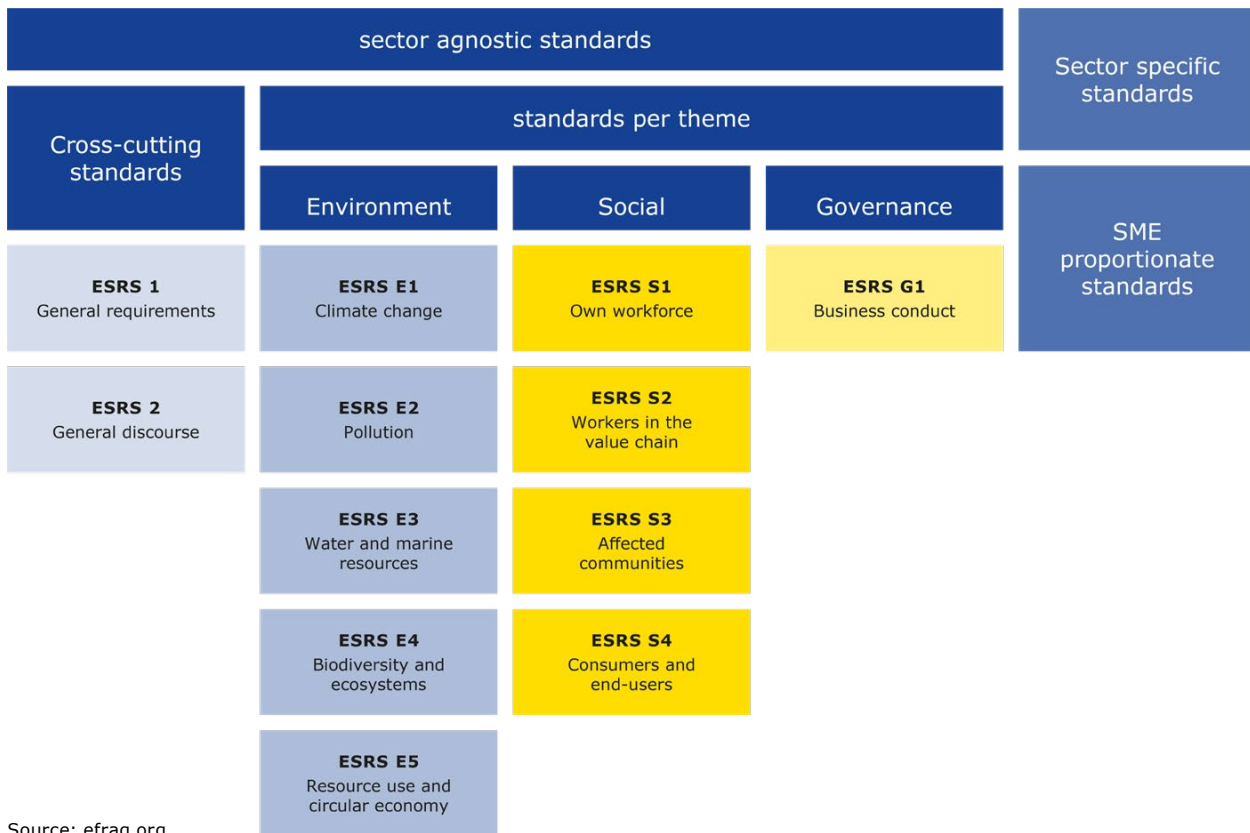 sector agnostic standards
Sector specific
standards
Cross-cutting
standards
standards per theme
Environment
Social
Governance
SME
proportionate
standards
ESRS 1
General requirements
ESRS E1
Climate change
ESRS S1
Own workforce
ESRS G1
Business conduct
ESRS 2
General discourse
ESRS E2
Pollution
ESRS S2
Workers in the
value chain
ESRS E3
Water and marine
resources
ESRS S3
Affected
communities
ESRS E4
Biodiversity and
ecosystems
ESRS S4
Consumers and
end-users
ESRS E5
Resource use and
circular economy
Source: efrag.org